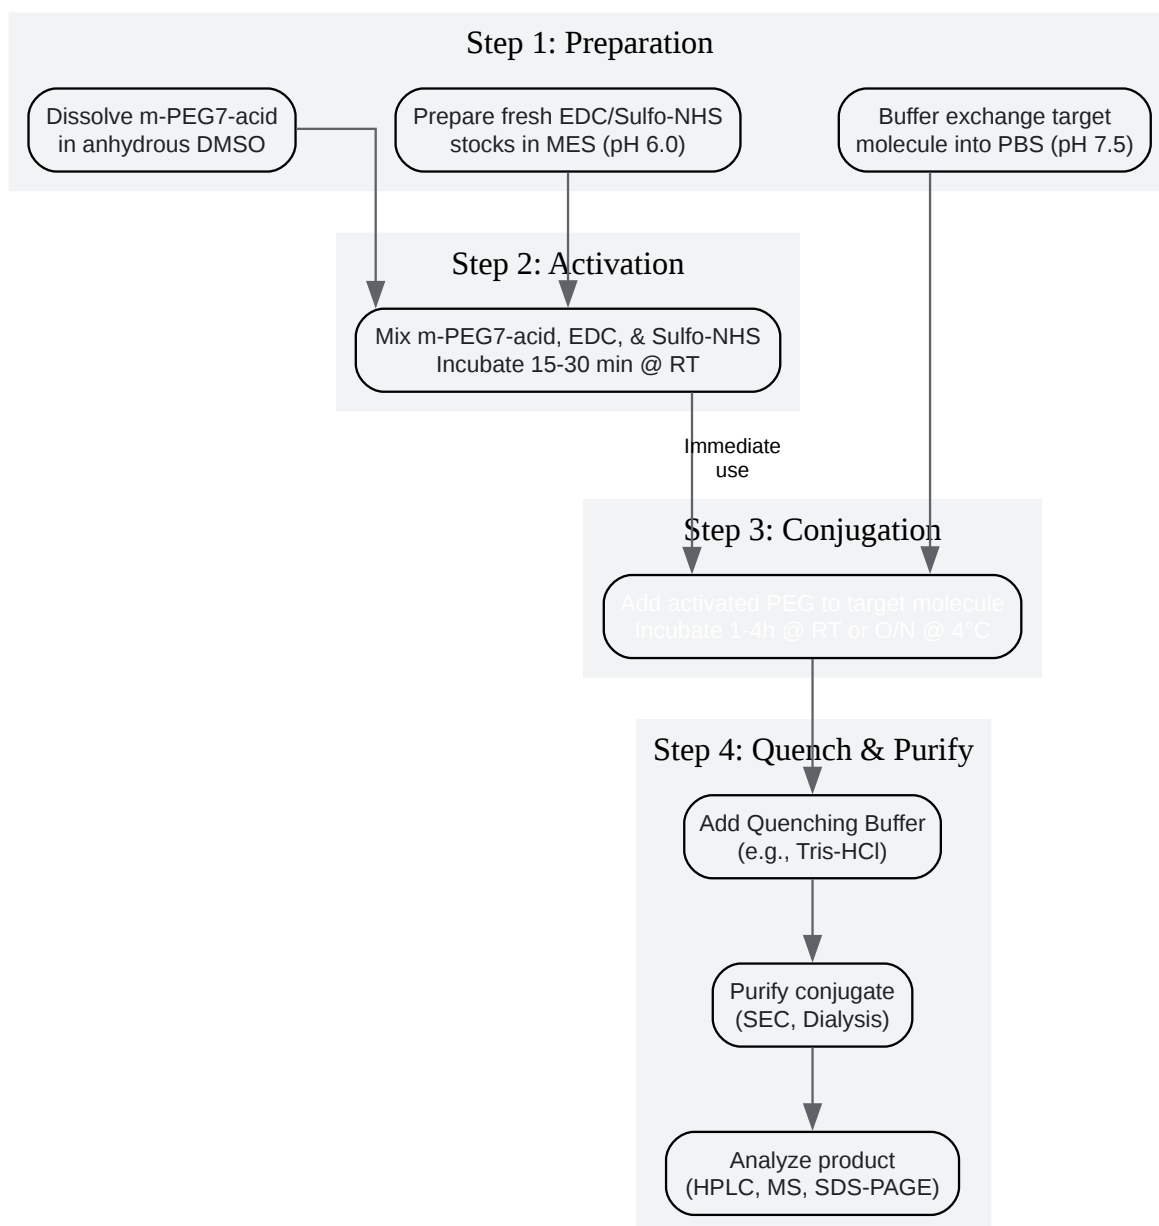 Step 1: Preparation
Dissolve m-PEG7-acid
in anhydrous DMSO
Prepare fresh EDC/Sulfo-NHS
stocks in MES (pH 6.0)
Buffer exchange target
molecule into PBS (pH 7.5)
Step 2: Activation
Mix m-PEG7-acid, EDC, & Sulfo-NHS
Incubate 15-30 min @ RT
Immediate
use
Step 3: Conjugation
Add activated PEG to target molecule
Incubate 1-4h @ RT or O/N @ 4°C
Step 4: Quench & Purify
Add Quenching Buffer
(e.g., Tris-HCl)
Purify conjugate
(SEC, Dialysis)
Analyze product
(HPLC, MS, SDS-PAGE)